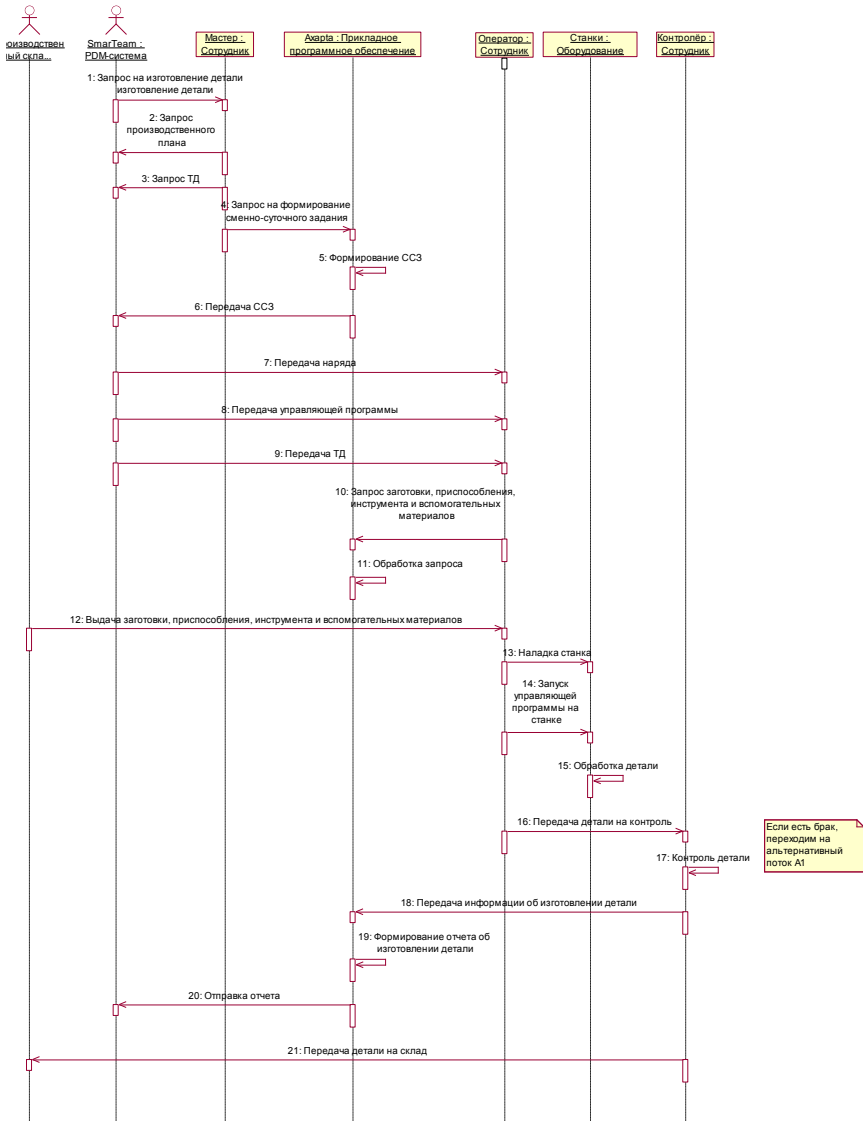 оизводствен
ный скла...
SmarTeam :
PDM-система
Мастер :
Сотрудник
Axapta : Прикладное
программное обеспечение
Оператор :
Сотрудник
Станки :
Оборудование
Контролёр :
Сотрудник
1: Запрос на изготовление детали
изготовление детали
2: Запрос
производственного
плана
3: Запрос ТД
4: Запрос на формирование
сменно-суточного задания
5: Формирование ССЗ
6: Передача ССЗ
7: Передача наряда
8: Передача управляющей программы
9: Передача ТД
10: Запрос заготовки, приспособления,
инструмента и вспомогательных
материалов
11: Обработка запроса
12: Выдача заготовки, приспособления, инструмента и вспомогательных материалов
13: Наладка станка
14: Запуск
управляющей
программы на
станке
15: Обработка детали
16: Передача детали на контроль
Если есть брак,
переходим на
альтернативный
поток А1
17: Контроль детали
18: Передача информации об изготовлении детали
19: Формирование отчета об
изготовлении детали
20: Отправка отчета
21: Передача детали на склад